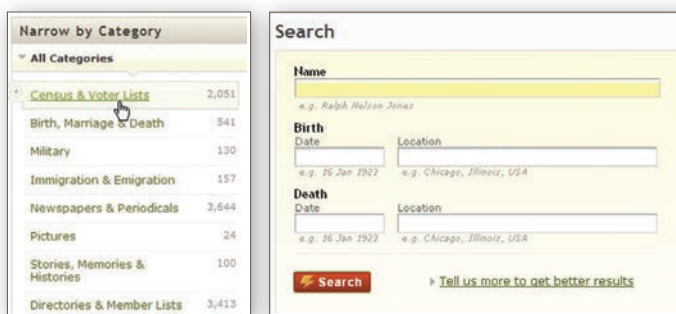 Narrow by Category
All Categories
Census & Voter Lists 2,051
Birth, Marriage & Death 541
Military 130
Immigration & Emigration 157
Newspapers & Periodicals 3,644
Pictures 24
Stories, Memories & 100
Histories
Directories & Member Lists 3,413
Search
Name
e.g. Ralph Nelson Jones
Birth
Date Location
e.g. 16 Jan 1923 e.g. Chicago, Illinois, USA
Death
Date Location
e.g. 16 Jan 1923 e.g. Chicago, Illinois, USA
Search Tell us more to get better results